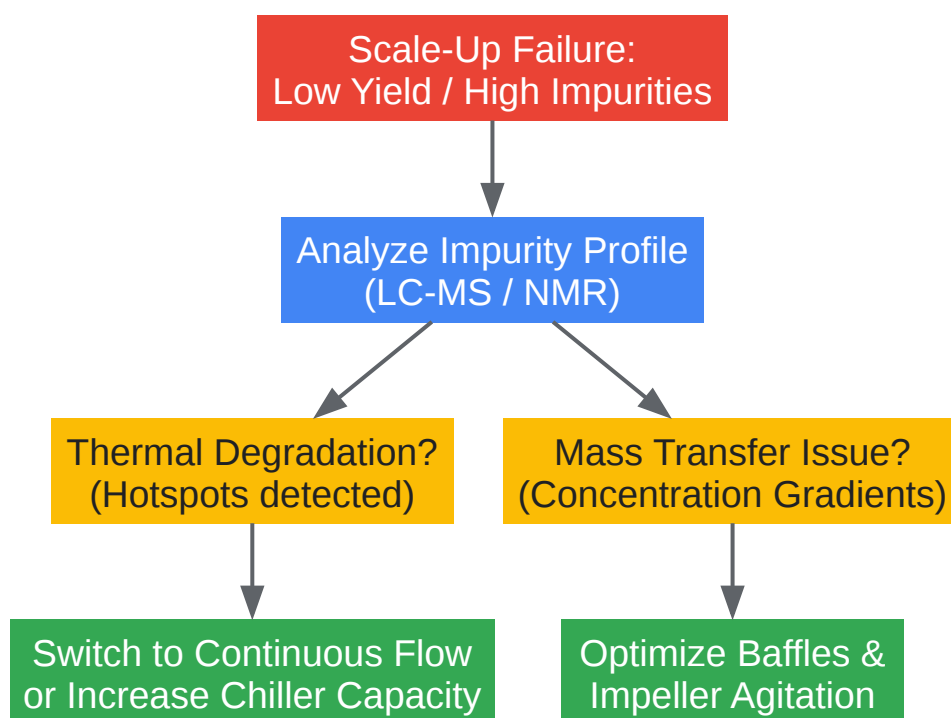 Scale-Up Failure:
Low Yield / High Impurities
Analyze Impurity Profile
(LC-MS / NMR)
Thermal Degradation?
(Hotspots detected)
Mass Transfer Issue?
(Concentration Gradients)
Switch to Continuous Flow
or Increase Chiller Capacity
Optimize Baffles &
Impeller Agitation